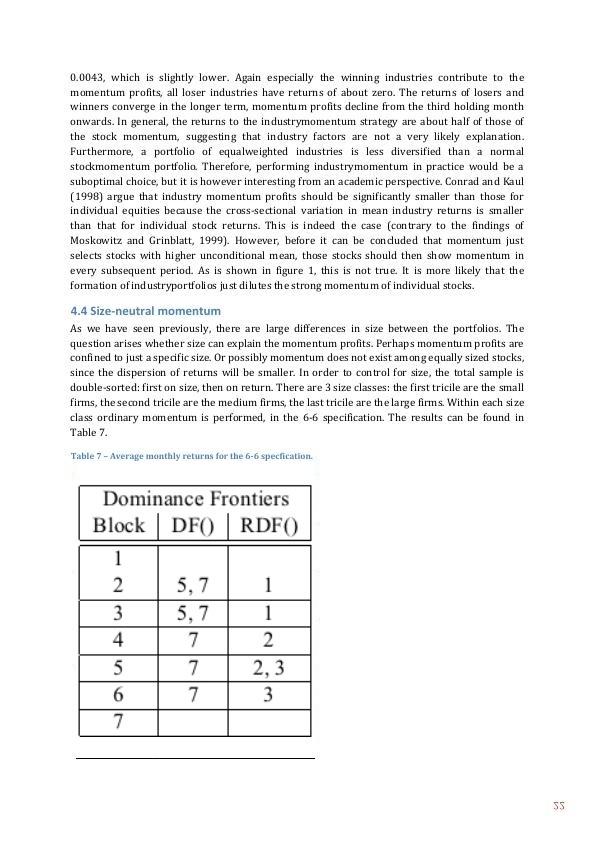 0.0043, which is slightly lower. Again especially the winning industries contribute to the
momentum profits, all loser industries have returns of about zero. The returns of losers and
winners converge in the longer term, momentum profits decline from the third holding month
onwards. In general, the returns to the industrymomentum strategy are about half of those of
the stock momentum, suggesting that industry factors are not a very likely explanation.
Furthermore, a portfolio of equalweighted industries is less diversified than a normal
stockmomentum portfolio. Therefore, performing industrymomentum in practice would be a
suboptimal choice, but it is however interesting from an academic perspective. Conrad and Kaul
(1998) argue that industry momentum profits should be significantly smaller than those for
individual equities because the cross-sectional variation in mean industry returns is smaller
than that for individual stock returns. This is indeed the case (contrary to the findings of
Moskowitz and Grinblatt, 1999). However, before it can be concluded that momentum just
selects stocks with higher unconditional mean, those stocks should then show momentum in
every subsequent period. As is shown in figure 1, this is not true. It is more likely that the
formation of industryportfolios just dilutes the strong momentum of individual stocks.
4.4 Size-neutral momentum
As we have seen previously, there are large differences in size between the portfolios. The
question arises whether size can explain the momentum profits. Perhaps momentum profits are
confined to just a specific size. Or possibly momentum does not exist among equally sized stocks,
since the dispersion of returns will be smaller. In order to control for size, the total sample is
double-sorted: first on size, then on return. There are 3 size classes: the first tricile are the small
firms, the second tricile are the medium firms, the last tricile are the large firms. Within each size
class ordinary momentum is performed, in the 6-6 specification. The results can be found in
Table 7.
Table 7 – Average monthly returns for the 6-6 specfication.
Dominance Frontiers
Block DF() RDF()
1
2 5, 7 1
3 5, 7 1
4 7 2
5 7 2, 3
6 7 3
7
22